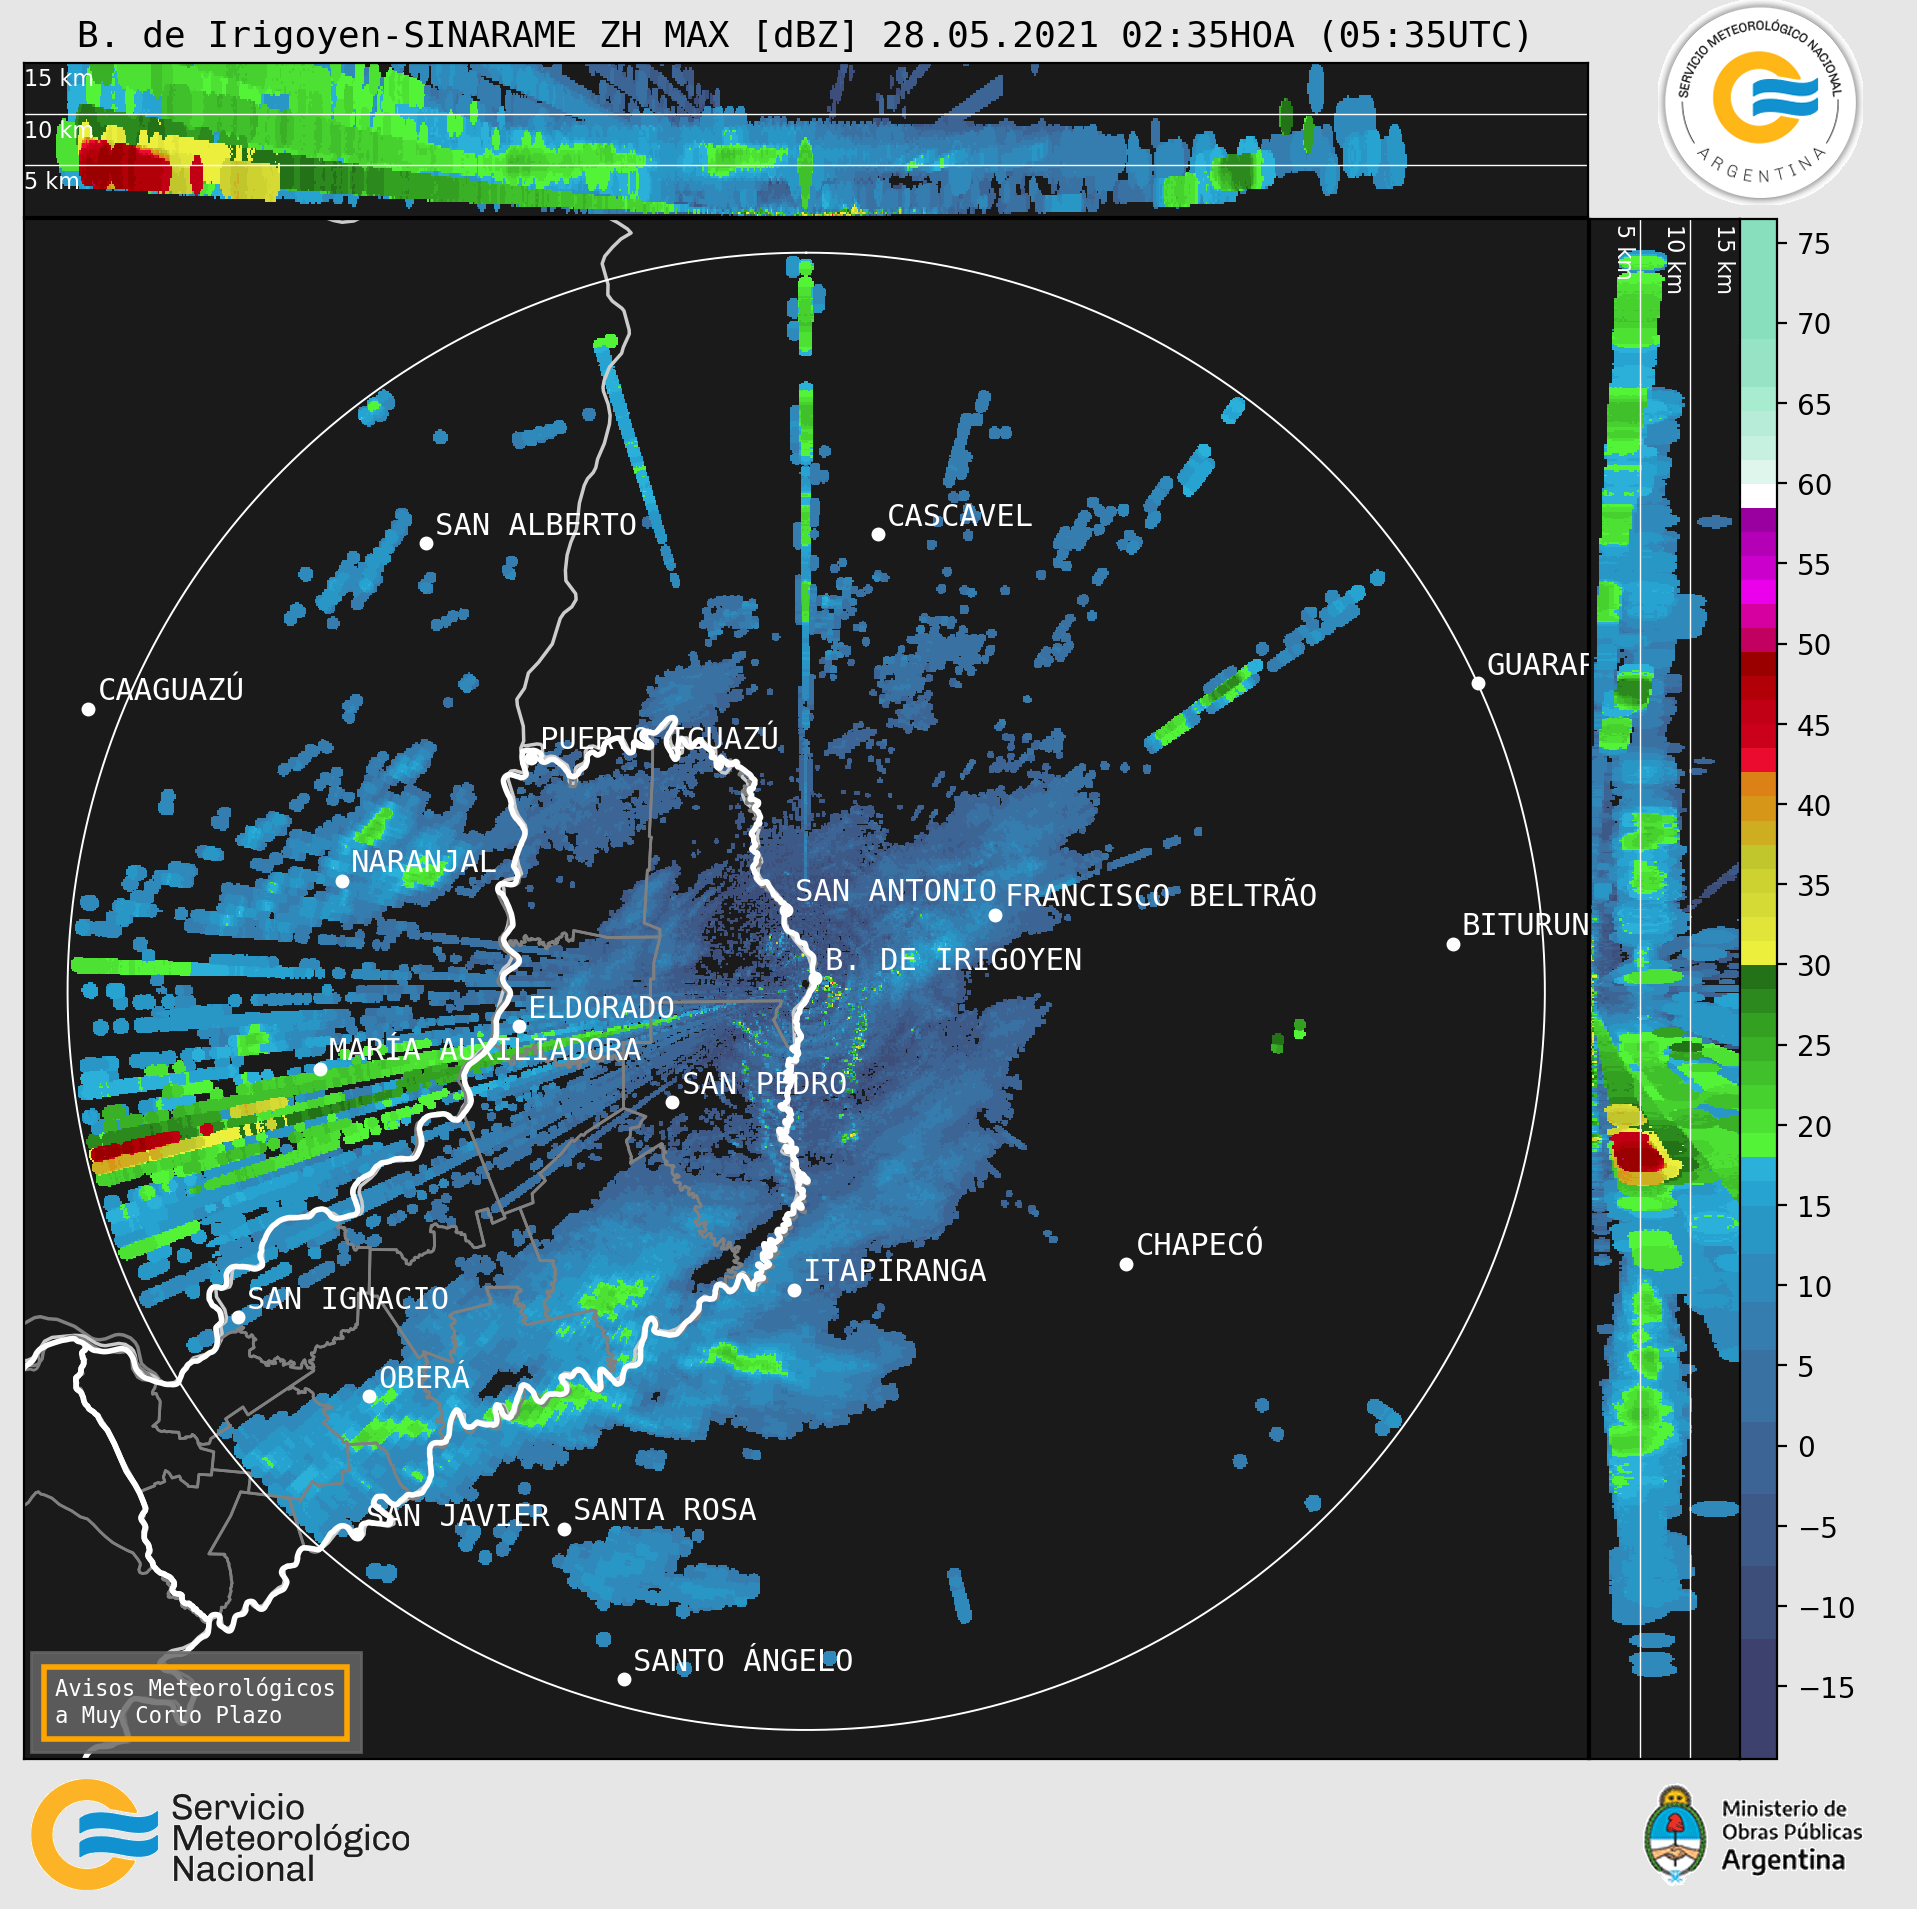 B. de Irigoyen-SINARAME ZH MAX [dBZ] 28.05.2021 02:35HOA (05:35UTC)
SERVICIO METEOROLÓGICO NACIONAL
ARGENTINA
15 km
10 km
5 km
5 km
10 km
15 km
CASCAVEL
SAN ALBERTO
GUARAP
CAAGUAZÚ
PUERTO IGUAZÚ
NARANJAL
SAN ANTONIO
FRANCISCO BELTRÃO
BITURUN
B. DE IRIGOYEN
ELDORADO
MARÍA AUXILIADORA
SAN PEDRO
CHAPECÓ
ITAPIRANGA
SAN IGNACIO
OBERÁ
SAN JAVIER
SANTA ROSA
SANTO ÁNGELO
75
70
65
60
55
50
45
40
35
30
25
20
15
10
5
0
−5
−10
−15
Avisos Meteorológicos
a Muy Corto Plazo
Servicio
Meteorológico
Nacional
Ministerio de
Obras Públicas
Argentina